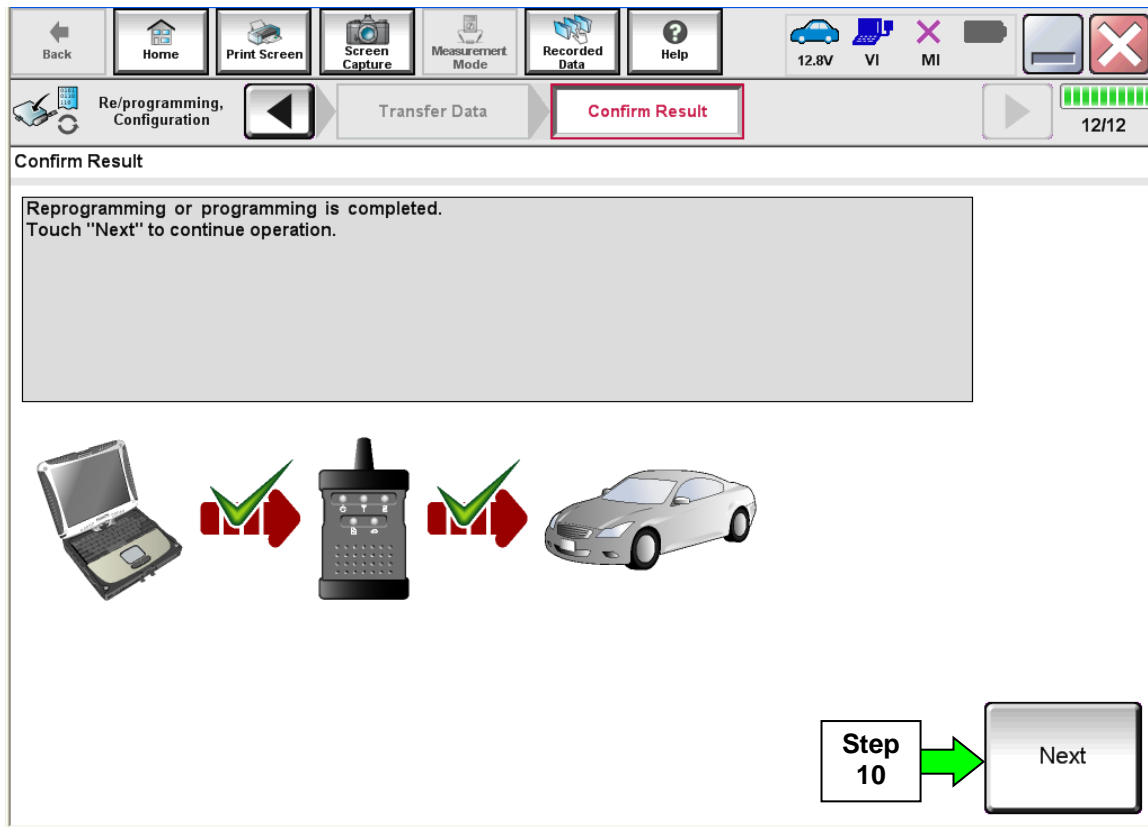 Back
Home
Print Screen
Screen
Capture
Measurement
Mode
Recorded
Data
Help
12.8V
VI
MI
Re/programming,
Configuration
Transfer Data
Confirm Result
12/12
Confirm Result
Reprogramming or programming is completed.
Touch "Next" to continue operation.
Step
10
Next